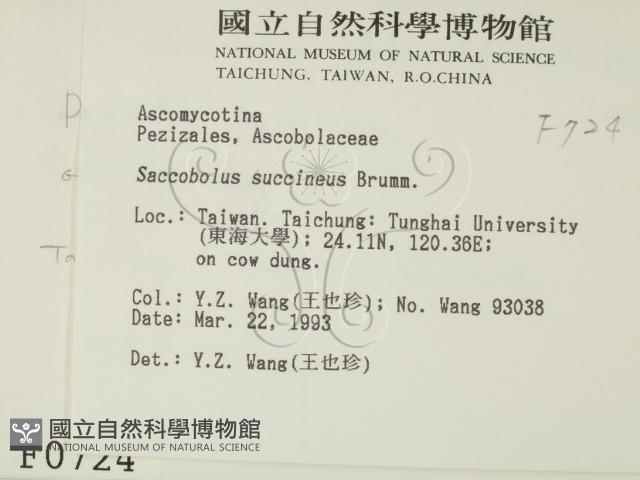 國立自然科學博物館
NATIONAL MUSEUM OF NATURAL SCIENCE
TAICHUNG, TAIWAN, R.O.CHINA
F724
Ascomycotina
Pezizales, Ascobolaceae
Saccobolus succineus Brumm.
Loc.: Taiwan. Taichung: Tunghai University
(東海大學); 24.11N, 120.36E;
on cow dung.
Col.: Y.Z. Wang(王也珍); No. Wang 93038
Date: Mar. 22, 1993
Det.: Y.Z. Wang(王也珍)
國立自然科學博物館
NATIONAL MUSEUM OF NATURAL SCIENCE
F0724